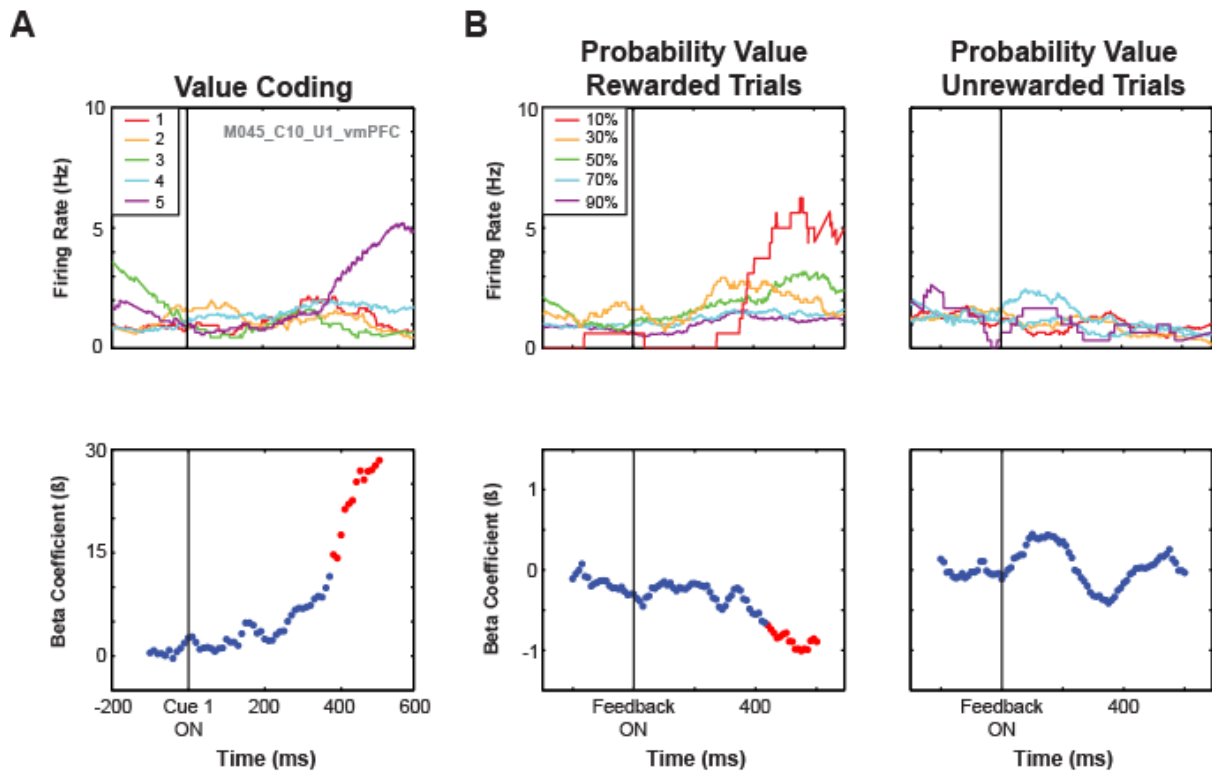 A
B
Value Coding
Probability Value
Rewarded Trials
Probability Value
Unrewarded Trials
Firing Rate (Hz)
10
5
0
1
2
3
4
5
M045_C10_U1_vmPFC
Firing Rate (Hz)
10
5
0
10%
30%
50%
70%
90%
Beta Coefficient (ß)
30
15
0
-200
Cue 1
ON
200
400
600
Time (ms)
Beta Coefficient (ß)
1
0
-1
Feedback
ON
400
Time (ms)
Feedback
ON
400
Time (ms)